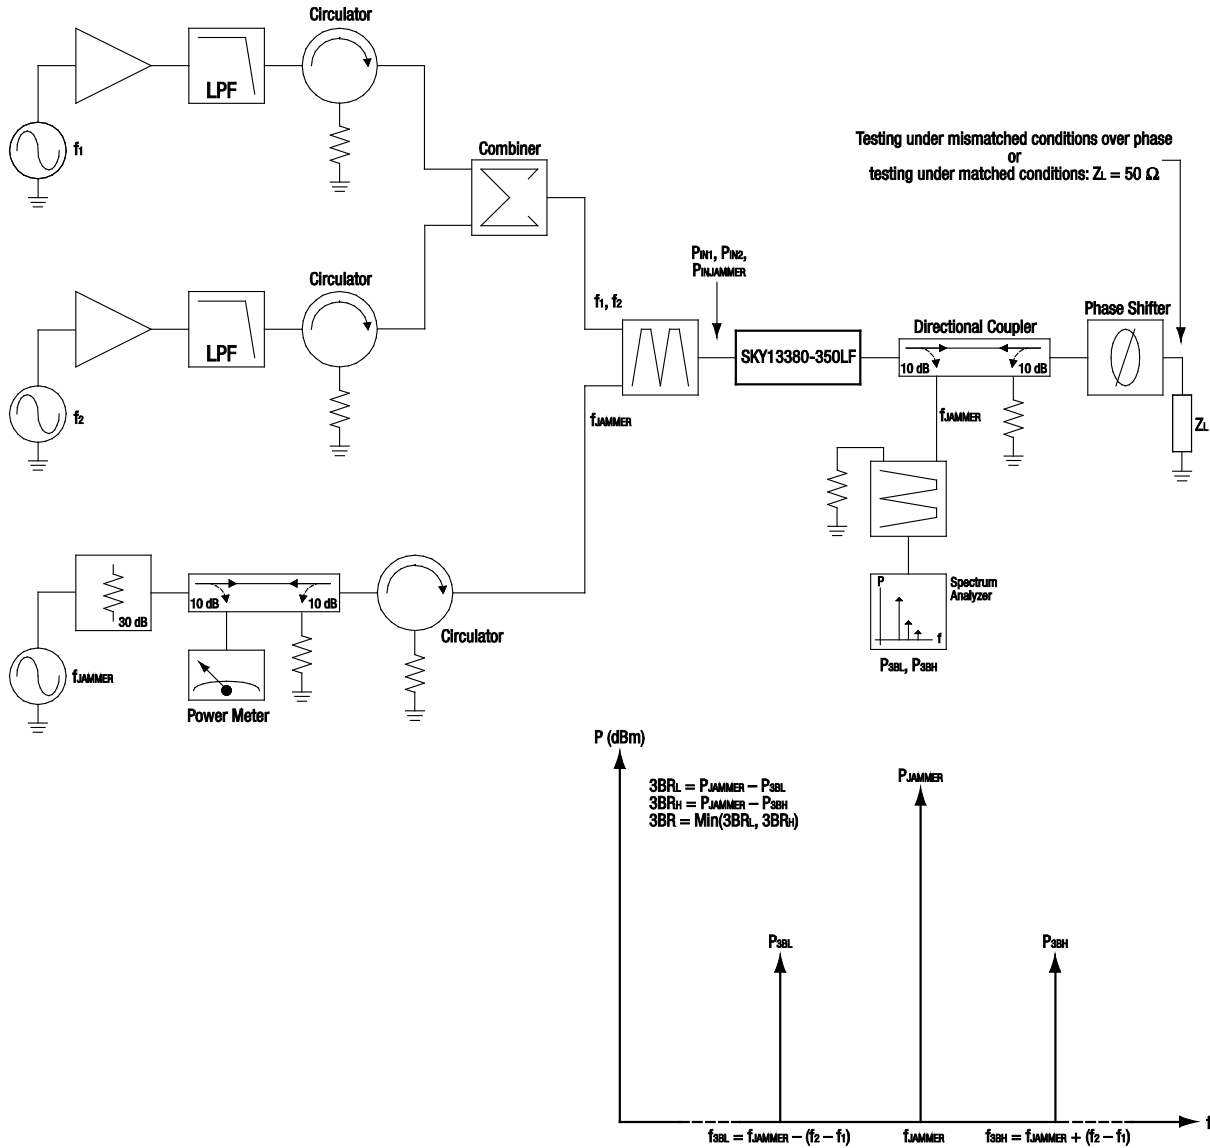 Circulator
LPF
f1
Combiner
Testing under mismatched conditions over phase
or
testing under matched conditions: ZL = 50 Ω
Circulator
PIN1, PIN2,
PINJAMMER
f1, f2
LPF
f2
SKY13380-350LF
Directional Coupler
10 dB
10 dB
Phase Shifter
ZL
fJAMMER
fJAMMER
30 dB
10 dB
10 dB
Circulator
fJAMMER
Power Meter
P
f
Spectrum
Analyzer
P3BL, P3BH
P (dBm)
3BRL = PJAMMER – P3BL
3BRH = PJAMMER – P3BH
3BR = Min(3BRL, 3BRH)
PJAMMER
P3BL
P3BH
f
f3BL = fJAMMER – (f2 – f1)
fJAMMER
f3BH = fJAMMER + (f2 – f1)